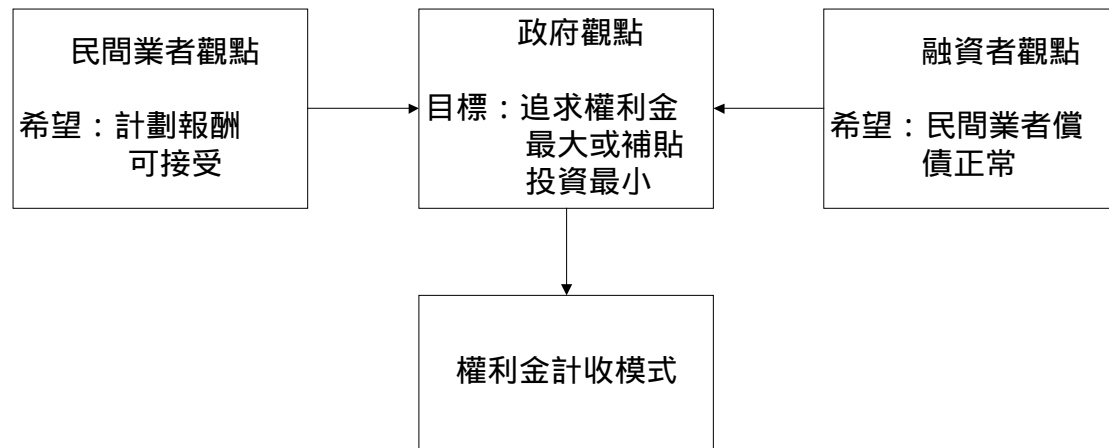 民間業者觀點
希望：計劃報酬
可接受
政府觀點
目標：追求權利金
最大或補貼
投資最小
融資者觀點
希望：民間業者償
債正常
權利金計收模式